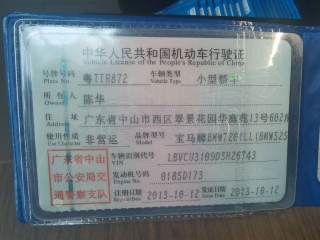 中华人民共和国机动车行驶证
Vehicle License of the People's Republic of China
号牌号码 粤TTR872 车辆类型 小型轿车
Plate No. Vehicle Type
所有人 陈华
Owner
住址 广东省中山市西区翠景花园华庭13号602房
Address
使用性质 非营运 品牌型号 宝马牌BMW7201LL(BMW525
Use Character Model
广东省中山
市公安局交
通警察支队
车辆识别代号 LBVCU3109DSH26743
VIN
发动机号码 0185D173
Engine No.
注册日期 2013-10-12 发证日期 2013-10-12